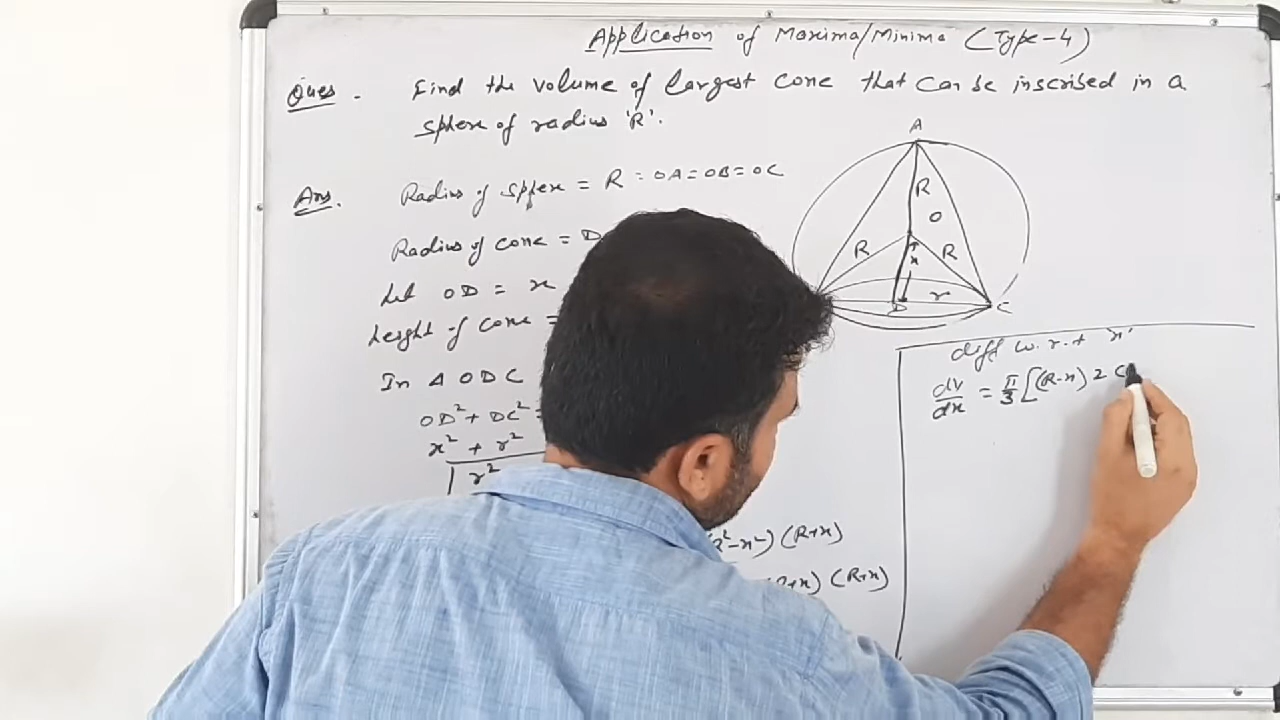 Application of Maxima/Minima (Type-4)
Ques. Find the volume of largest cone that can be inscribed in a
sphere of radius 'R'.
Ans. Radius of sphere = R = OA = OB = OC
Radius of cone = D
Let OD = x
height of cone =
In Δ ODC
OD² + DC² =
x² + r²
r²
R² - x²) (R+x)
(R+x) (R+x)
A
R
O
R
x
R
r
D
C
diff w.r.t 'x'
dv/dx = π/3 [(R-x) 2 (